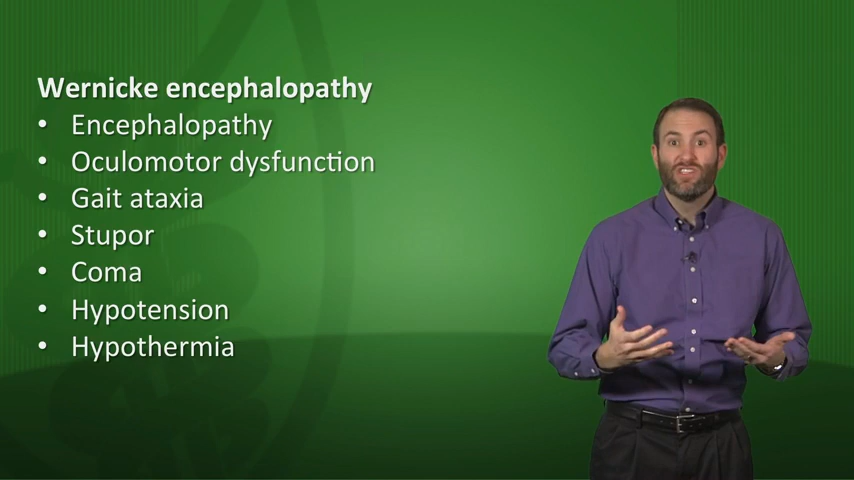 Wernicke encephalopathy
• Encephalopathy
• Oculomotor dysfunction
• Gait ataxia
• Stupor
• Coma
• Hypotension
• Hypothermia